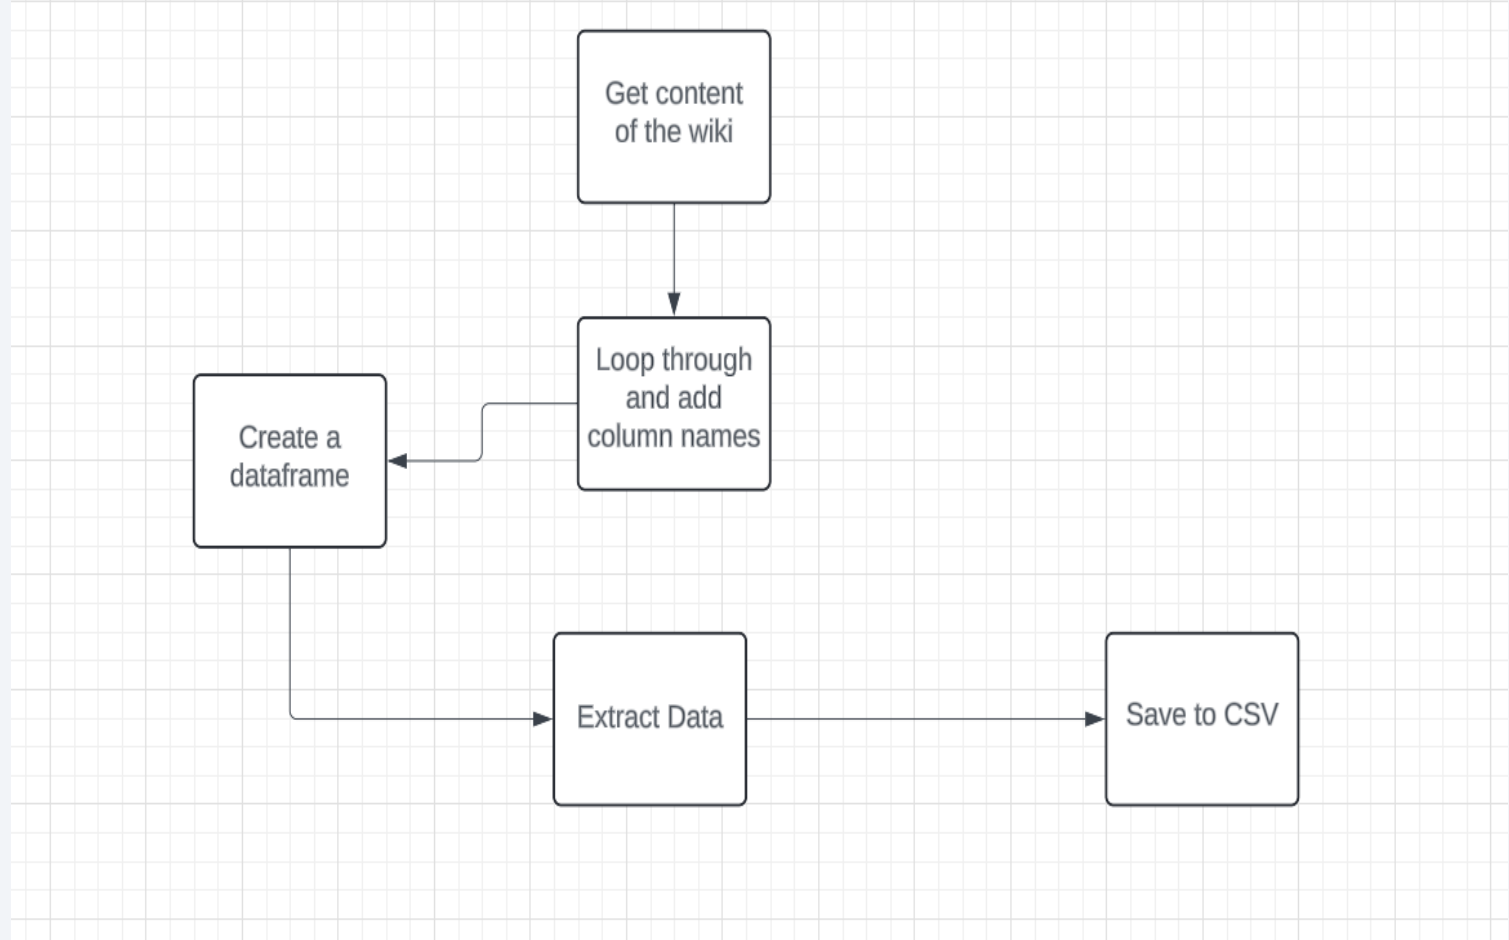 Get content
of the wiki
Loop through
and add
column names
Create a
dataframe
Extract Data
Save to CSV